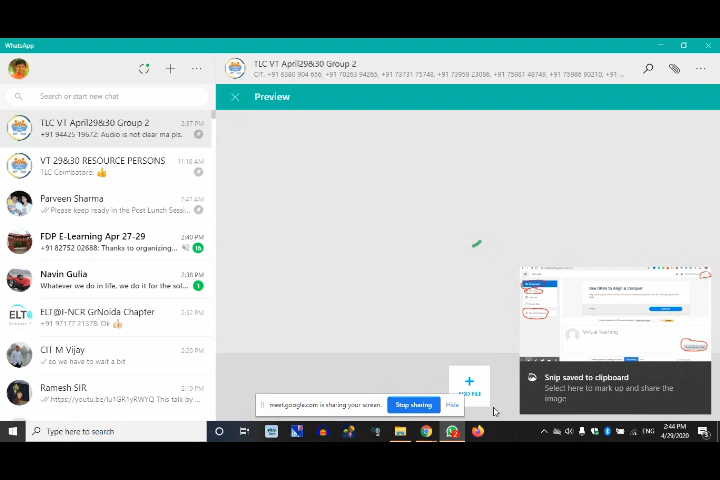 WhatsApp
Search or start new chat
TLC VT April29&30 Group 2
2:37 PM
+91 94425 19672: Audio is not clear ma pls.
VT 29&30 RESOURCE PERSONS
11:16 AM
TLC Coimbatore: 👍
Parveen Sharma
7:47 AM
Please keep ready in the Post Lunch Sessi...
FDP E-Learning Apr 27-29
2:40 PM
+91 82752 02688: Thanks to organizing...
16
Navin Gulia
2:38 PM
Whatever we do in life, we do it for the sol...
1
ELT@I-NCR GrNoida Chapter
2:32 PM
+91 97177 21378: Ok 👍
CIT M Vijay
2:20 PM
so we have to wait a bit
Ramesh SIR
2:19 PM
https://youtu.be/Iu1GR1yRYWQ This talk by ...
TLC VT April29&30 Group 2
CIT, +91 6380 904 656, +91 70263 94265, +91 73731 75748, +91 73959 23086, +91 75981 48749, +91 75986 90210, +91 ...
Preview
ADD FILE
Use URKs to Align & Conquer
Virtual Teaching
Snip saved to clipboard
Select here to mark up and share the
image
meet.google.com is sharing your screen.
Stop sharing
Hide
Type here to search
2
ENG
2:44 PM
4/29/2020